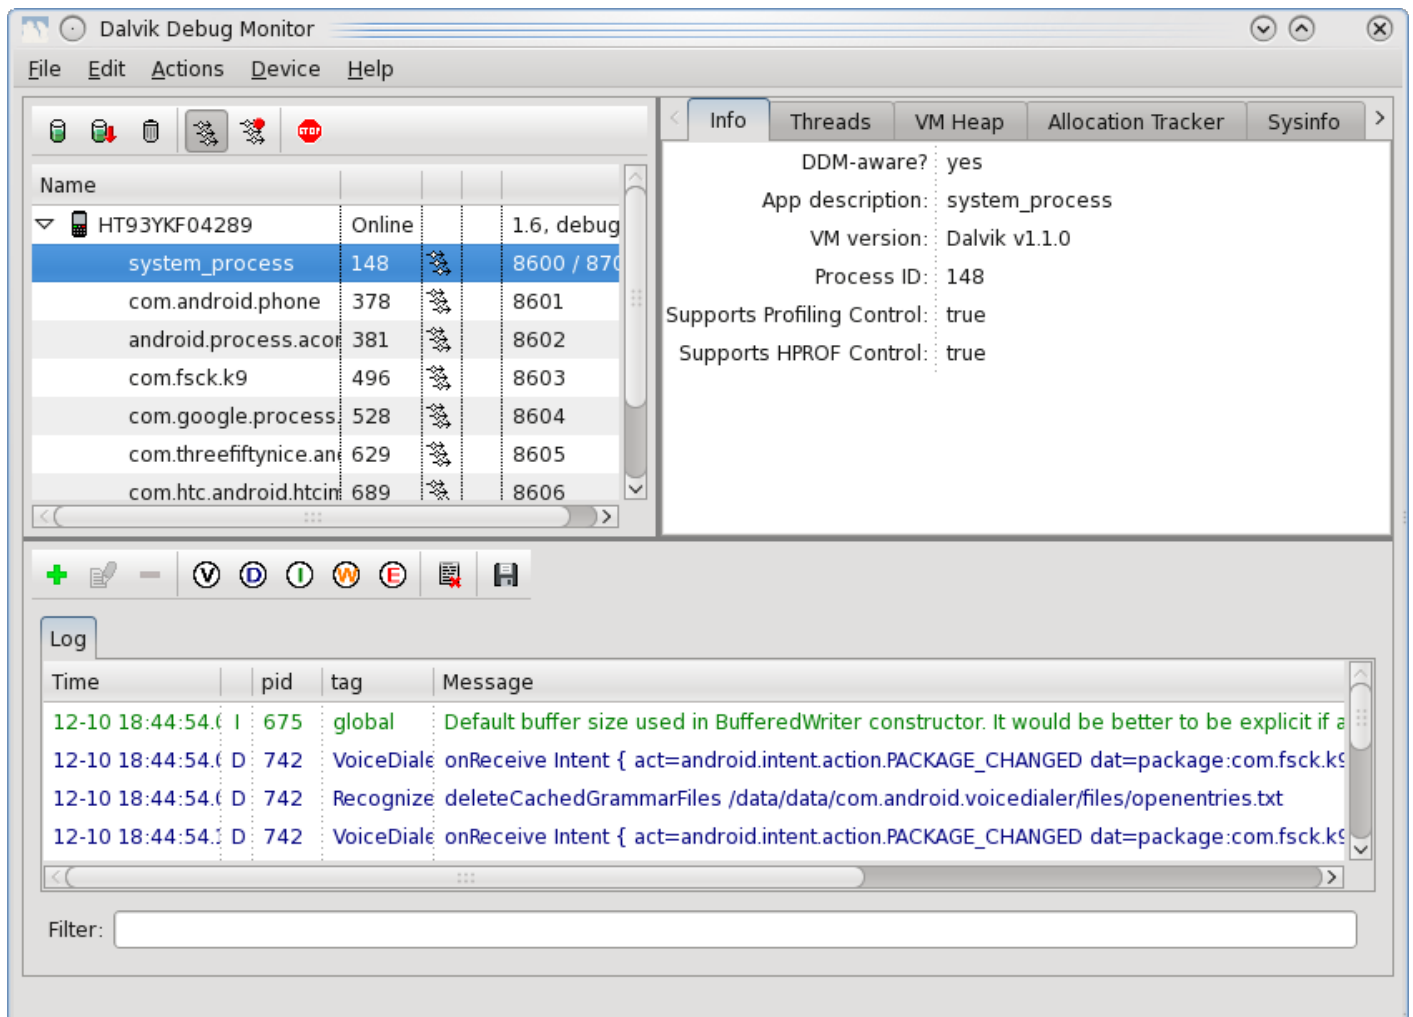 Dalvik Debug Monitor
File Edit Actions Device Help
STOP
Name
HT93YKF04289 Online 1.6, debug
system_process 148 8600 / 870
com.android.phone 378 8601
android.process.acor 381 8602
com.fsck.k9 496 8603
com.google.process. 528 8604
com.threefiftynice.an 629 8605
com.htc.android.htcim 689 8606
Info Threads VM Heap Allocation Tracker Sysinfo
DDM-aware? yes
App description: system_process
VM version: Dalvik v1.1.0
Process ID: 148
Supports Profiling Control: true
Supports HPROF Control: true
V D I W E
Log
Time pid tag Message
12-10 18:44:54. I 675 global Default buffer size used in BufferedWriter constructor. It would be better to be explicit if a
12-10 18:44:54. D 742 VoiceDiale onReceive Intent { act=android.intent.action.PACKAGE_CHANGED dat=package:com.fsck.k9
12-10 18:44:54. D 742 Recognize deleteCachedGrammarFiles /data/data/com.android.voicedialer/files/openentries.txt
12-10 18:44:54. D 742 VoiceDiale onReceive Intent { act=android.intent.action.PACKAGE_CHANGED dat=package:com.fsck.k9
Filter: